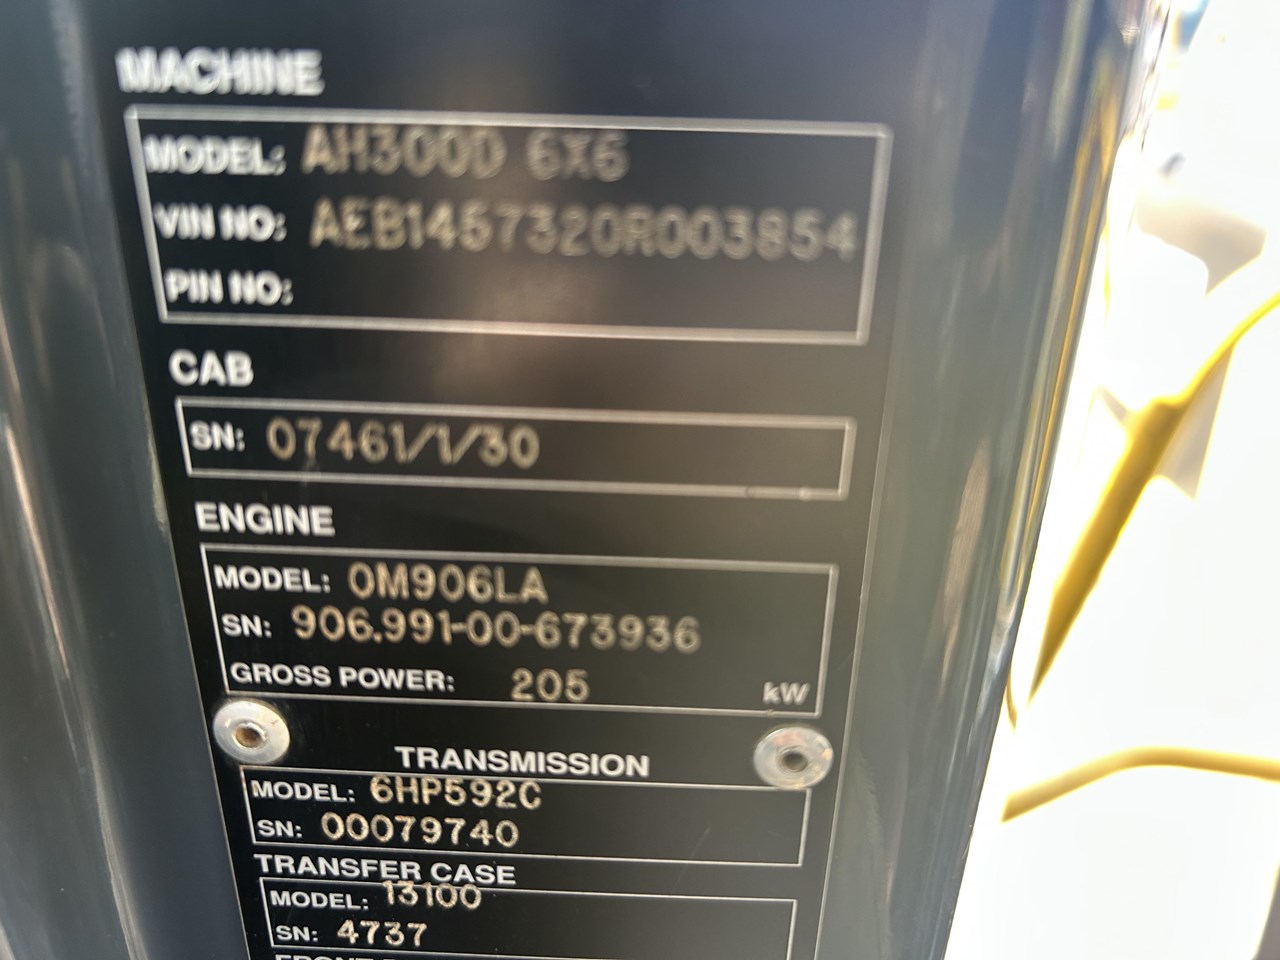 MACHINE
MODEL: AH300D 6X6
VIN NO: AEB1457320R003854
PIN NO:
CAB
SN: 07461/1/30
ENGINE
MODEL: OM906LA
SN: 906.991-00-673936
GROSS POWER: 205 kW
TRANSMISSION
MODEL: 6HP592C
SN: 00079740
TRANSFER CASE
MODEL: 13100
SN: 4737